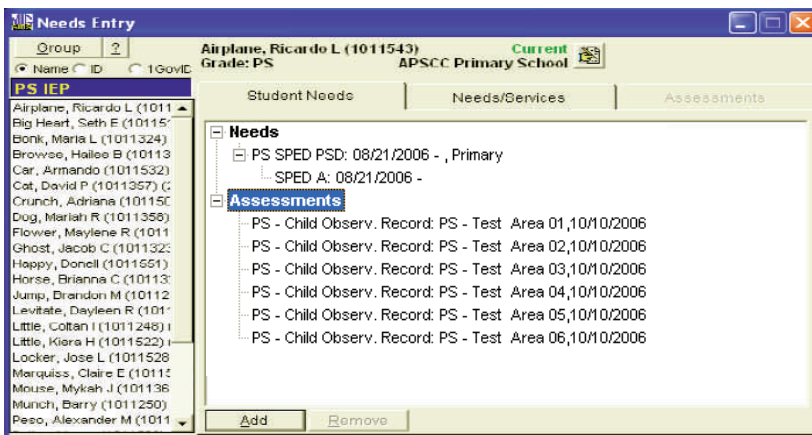 Needs Entry
Group ?
Name ID 1GovID
Airplane, Ricardo L (1011543) Current
Grade: PS APSCC Primary School
PS IEP
Student Needs Needs/Services Assessments
Airplane, Ricardo L (1011
Big Heart, Seth E (10115
Bonk, Maria L (1011324)
Browse, Hailee B (10113
Car, Armando (1011532)
Cat, David P (1011357) (
Crunch, Adriana (10115
Dog, Mariah R (1011358)
Flower, Maylene R (1011
Ghost, Jacob C (101132
Happy, Donell (1011551)
Horse, Brianna C (10113
Jump, Brandon M (10112
Levitate, Dayleen R (101
Little, Coltan I (1011248)
Little, Kiera H (1011522)
Locker, Jose L (1011528
Marquiss, Claire E (1011
Mouse, Mykah J (101136
Munch, Barry (1011250)
Peso, Alexander M (1011
Needs
PS SPED PSD: 08/21/2006 - , Primary
SPED A: 08/21/2006 -
Assessments
PS - Child Observ. Record: PS - Test Area 01,10/10/2006
PS - Child Observ. Record: PS - Test Area 02,10/10/2006
PS - Child Observ. Record: PS - Test Area 03,10/10/2006
PS - Child Observ. Record: PS - Test Area 04,10/10/2006
PS - Child Observ. Record: PS - Test Area 05,10/10/2006
PS - Child Observ. Record: PS - Test Area 06,10/10/2006
Add Remove